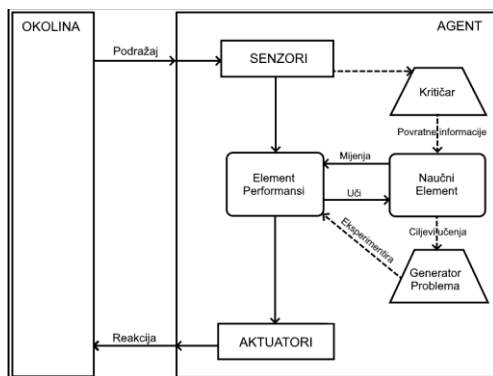 OKOLINA
AGENT
Podražaj
SENZORI
Kritičar
Povratne informacije
Mijenja
Element
Performansi
Naučni
Element
Uči
Ciljevi učenja
Eksperimentira
Generator
Problema
Reakcija
AKTUATORI